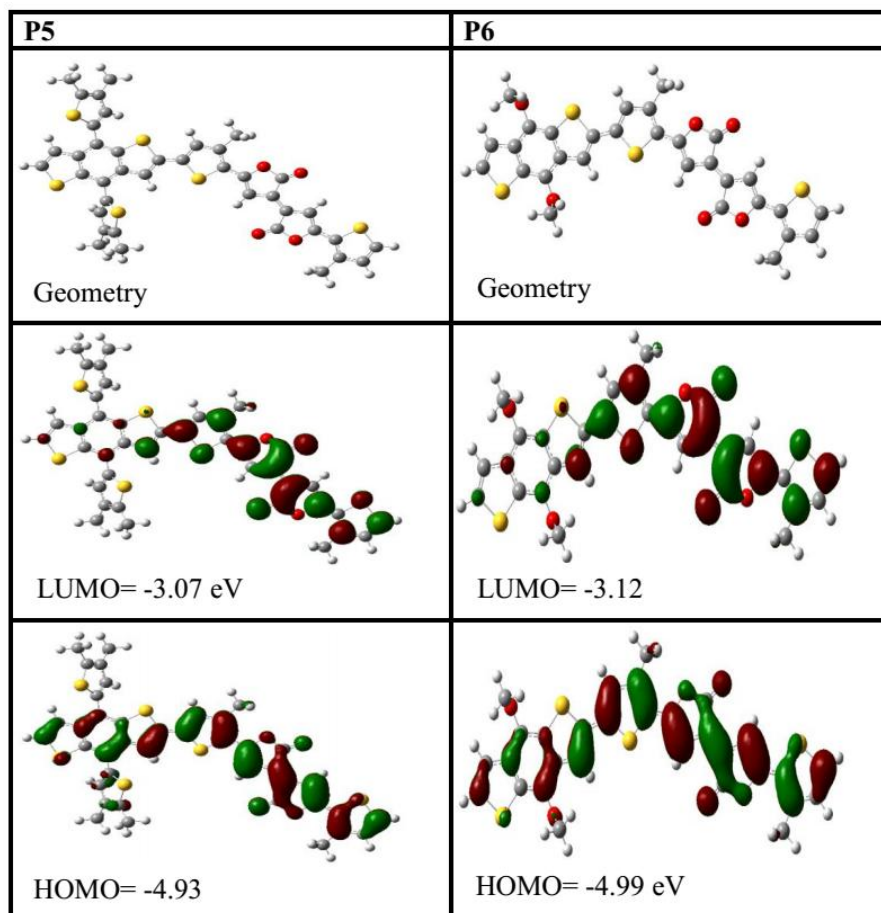 P5
P6
Geometry
Geometry
LUMO= -3.07 eV
LUMO= -3.12
HOMO= -4.93
HOMO= -4.99 eV